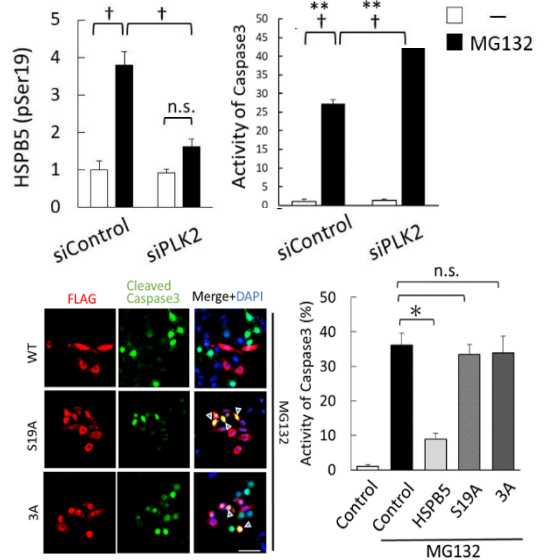 HSPB5 (pSer19)
5
4
3
2
1
0
†
†
n.s.
siControl
siPLK2
Activity of Caspase3
50
45
40
35
30
25
20
15
10
5
0
**
†
**
†
siControl
siPLK2
–
MG132
FLAG
Cleaved
Caspase3
Merge+DAPI
WT
S19A
3A
MG132
Activity of Caspase3 (%)
50
40
30
20
10
0
n.s.
*
Control
Control
HSPB5
S19A
3A
MG132